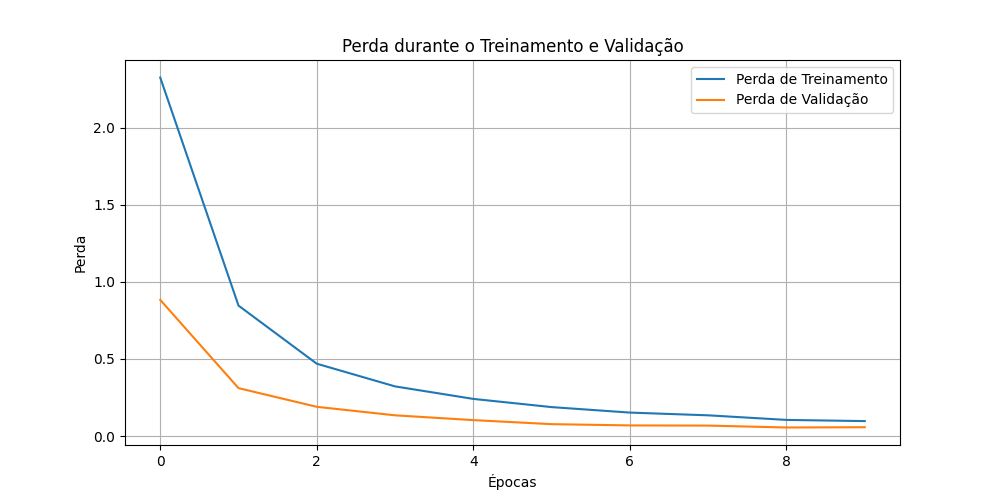 Perda durante o Treinamento e Validação
Perda de Treinamento
Perda de Validação
Perda
2.0
1.5
1.0
0.5
0.0
0
2
4
6
8
Épocas